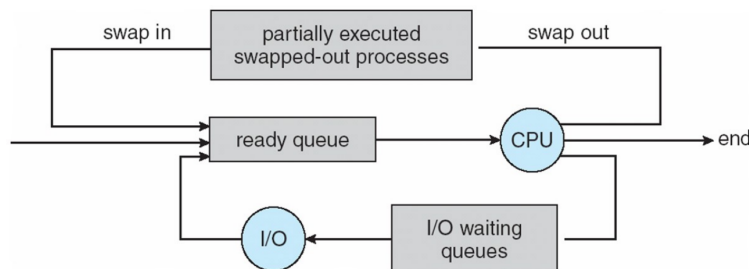 swap in
partially executed
swapped-out processes
swap out
ready queue
CPU
end
I/O
I/O waiting
queues